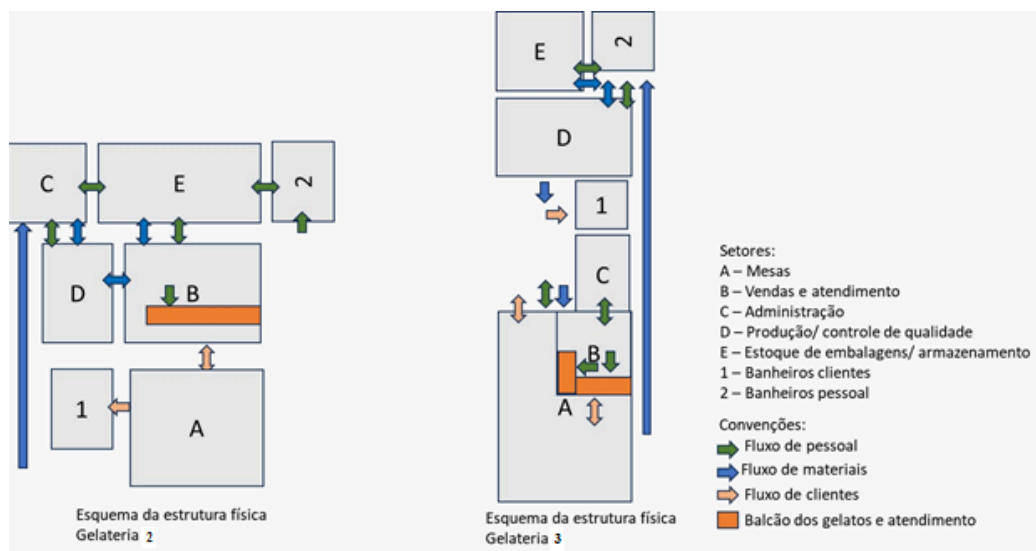 C
E
2
D
B
1
A
Esquema da estrutura física
Gelateria 2
E
2
D
1
C
B
A
Esquema da estrutura física
Gelateria 3
Setores:
A – Mesas
B – Vendas e atendimento
C – Administração
D – Produção/ controle de qualidade
E – Estoque de embalagens/ armazenamento
1 – Banheiros clientes
2 – Banheiros pessoal
Convenções:
Fluxo de pessoal
Fluxo de materiais
Fluxo de clientes
Balcão dos gelatos e atendimento